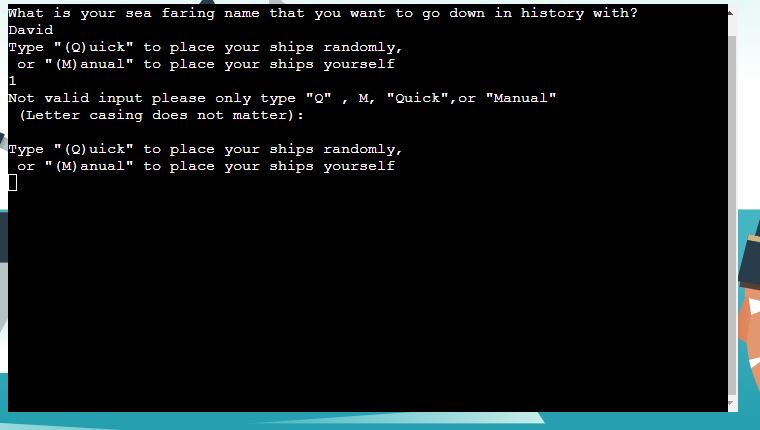 What is your sea faring name that you want to go down in history with?
David
Type "(Q)uick" to place your ships randomly,
or "(M)anual" to place your ships yourself
1
Not valid input please only type "Q" , M, "Quick",or "Manual"
(Letter casing does not matter):
Type "(Q)uick" to place your ships randomly,
or "(M)anual" to place your ships yourself